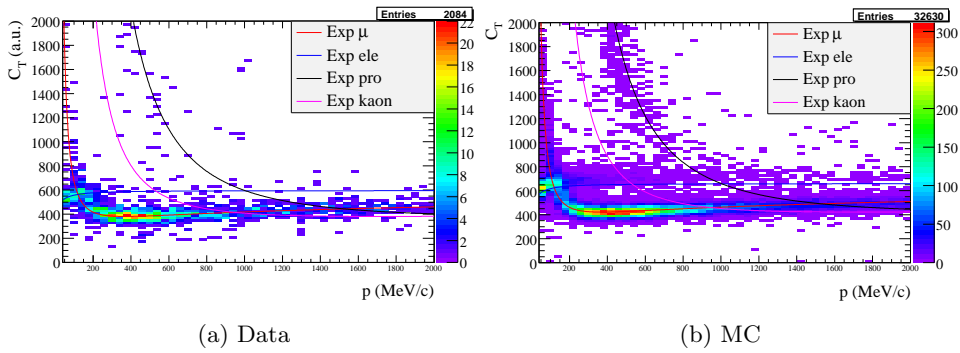 Entries 2084
C_T (a.u.)
2000
1800
1600
1400
1200
1000
800
600
400
200
0
Exp μ
Exp ele
Exp pro
Exp kaon
22
20
18
16
14
12
10
8
6
4
2
0
200 400 600 800 1000 1200 1400 1600 1800 2000
p (MeV/c)
(a) Data
Entries 32630
C_T
2000
1800
1600
1400
1200
1000
800
600
400
200
0
Exp μ
Exp ele
Exp pro
Exp kaon
300
250
200
150
100
50
0
200 400 600 800 1000 1200 1400 1600 1800 2000
p (MeV/c)
(b) MC